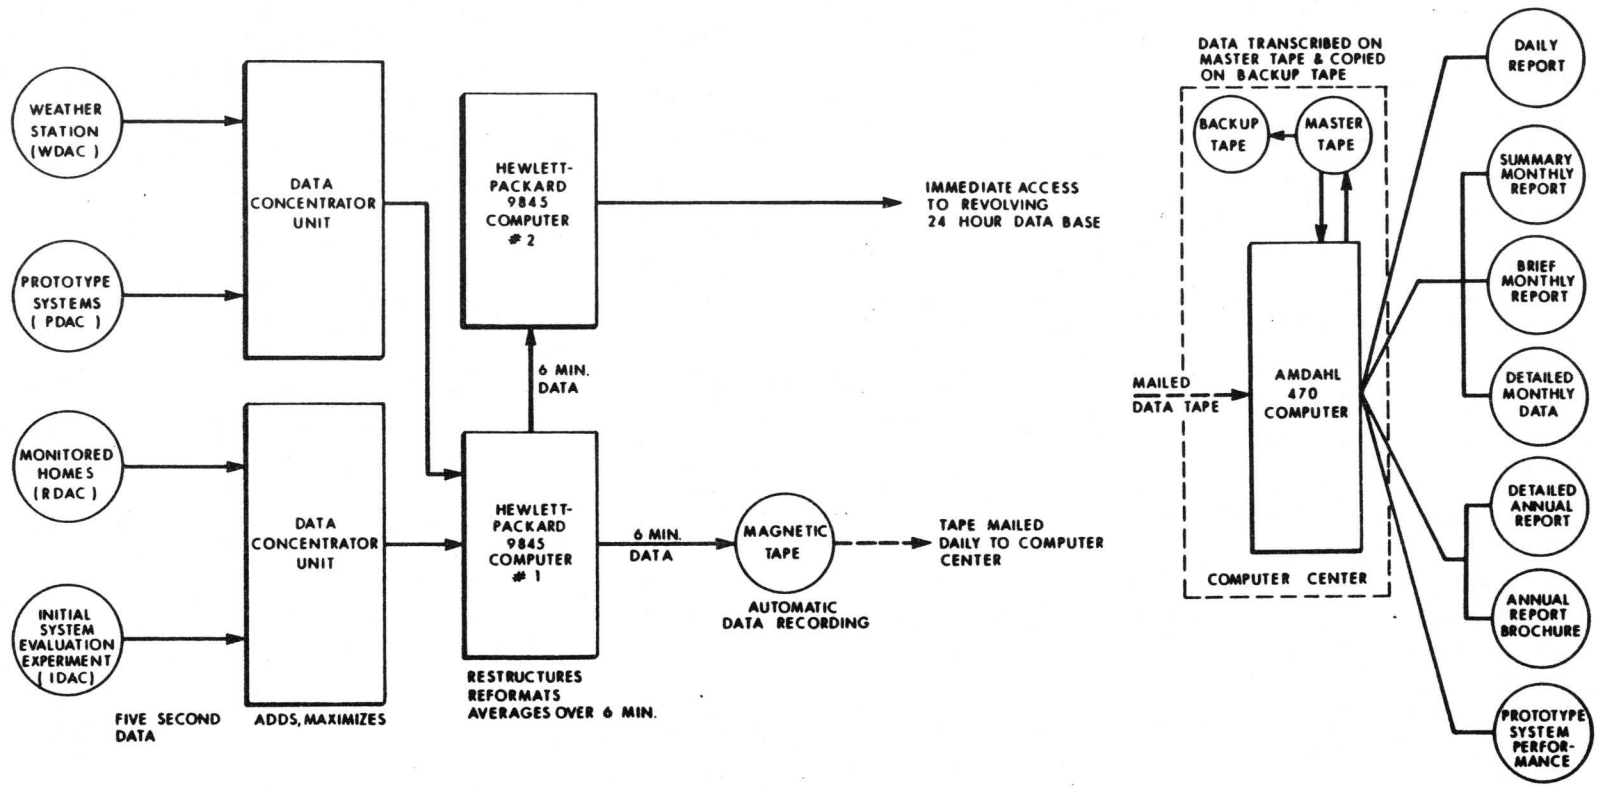 WEATHER
STATION
(WDAC )
PROTOTYPE
SYSTEMS
( PDAC )
MONITORED
HOMES
(RDAC )
INITIAL
SYSTEM
EVALUATION
EXPERIMENT
( IDAC)
FIVE SECOND
DATA
DATA
CONCENTRATOR
UNIT
DATA
CONCENTRATOR
UNIT
ADDS, MAXIMIZES
HEWLETT-
PACKARD
9845
COMPUTER
# 2
6 MIN.
DATA
HEWLETT-
PACKARD
9845
COMPUTER
# 1
RESTRUCTURES
REFORMATS
AVERAGES OVER 6 MIN.
IMMEDIATE ACCESS
TO REVOLVING
24 HOUR DATA BASE
6 MIN.
DATA
MAGNETIC
TAPE
AUTOMATIC
DATA RECORDING
TAPE MAILED
DAILY TO COMPUTER
CENTER
DATA TRANSCRIBED ON
MASTER TAPE & COPIED
ON BACKUP TAPE
BACKUP
TAPE
MASTER
TAPE
MAILED
DATA TAPE
AMDAHL
470
COMPUTER
COMPUTER CENTER
DAILY
REPORT
SUMMARY
MONTHLY
REPORT
BRIEF
MONTHLY
REPORT
DETAILED
MONTHLY
DATA
DETAILED
ANNUAL
REPORT
ANNUAL
REPORT
BROCHURE
PROTOTYPE
SYSTEM
PERFOR-
MANCE